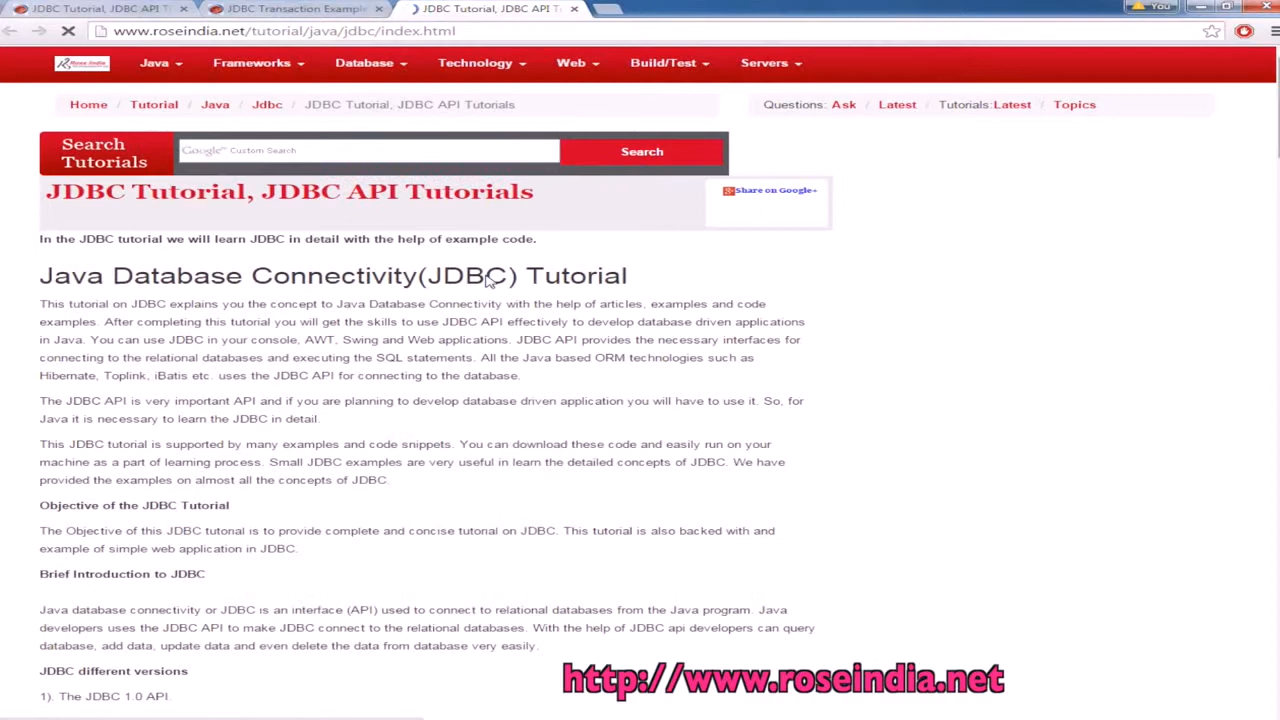 JDBC Tutorial, JDBC API T
JDBC Transaction Example
JDBC Tutorial, JDBC API T
You
www.roseindia.net/tutorial/java/jdbc/index.html
Rose India
Java Frameworks Database Technology Web Build/Test Servers
Home / Tutorial / Java / Jdbc / JDBC Tutorial, JDBC API Tutorials
Questions: Ask / Latest / Tutorials:Latest / Topics
Search
Tutorials
Google™ Custom Search
Search
JDBC Tutorial, JDBC API Tutorials
Share on Google+
In the JDBC tutorial we will learn JDBC in detail with the help of example code.
Java Database Connectivity(JDBC) Tutorial
This tutorial on JDBC explains you the concept to Java Database Connectivity with the help of articles, examples and code
examples. After completing this tutorial you will get the skills to use JDBC API effectively to develop database driven applications
in Java. You can use JDBC in your console, AWT, Swing and Web applications. JDBC API provides the necessary interfaces for
connecting to the relational databases and executing the SQL statements. All the Java based ORM technologies such as
Hibernate, Toplink, iBatis etc. uses the JDBC API for connecting to the database.
The JDBC API is very important API and if you are planning to develop database driven application you will have to use it. So, for
Java it is necessary to learn the JDBC in detail.
This JDBC tutorial is supported by many examples and code snippets. You can download these code and easily run on your
machine as a part of learning process. Small JDBC examples are very useful in learn the detailed concepts of JDBC. We have
provided the examples on almost all the concepts of JDBC.
Objective of the JDBC Tutorial
The Objective of this JDBC tutorial is to provide complete and concise tutorial on JDBC. This tutorial is also backed with and
example of simple web application in JDBC.
Brief Introduction to JDBC
Java database connectivity or JDBC is an interface (API) used to connect to relational databases from the Java program. Java
developers uses the JDBC API to make JDBC connect to the relational databases. With the help of JDBC api developers can query
database, add data, update data and even delete the data from database very easily.
JDBC different versions
1). The JDBC 1.0 API.
http://www.roseindia.net